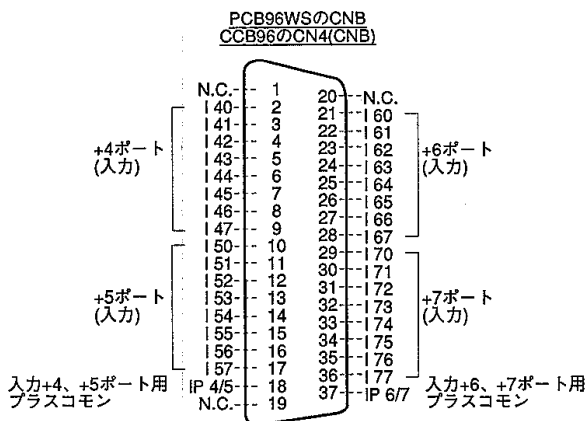 PCB96WSのCNB
CCB96のCN4(CNB)
N.C. 1
I 40 2
I 41 3
I 42 4
I 43 5
I 44 6
I 45 7
I 46 8
I 47 9
I 50 10
I 51 11
I 52 12
I 53 13
I 54 14
I 55 15
I 56 16
I 57 17
IP 4/5 18
N.C. 19
+4ポート
(入力)
+5ポート
(入力)
入力+4、+5ポート用
プラスコモン
20 N.C.
21 I 60
22 I 61
23 I 62
24 I 63
25 I 64
26 I 65
27 I 66
28 I 67
29 I 70
30 I 71
31 I 72
32 I 73
33 I 74
34 I 75
35 I 76
36 I 77
37 IP 6/7
+6ポート
(入力)
+7ポート
(入力)
入力+6、+7ポート用
プラスコモン